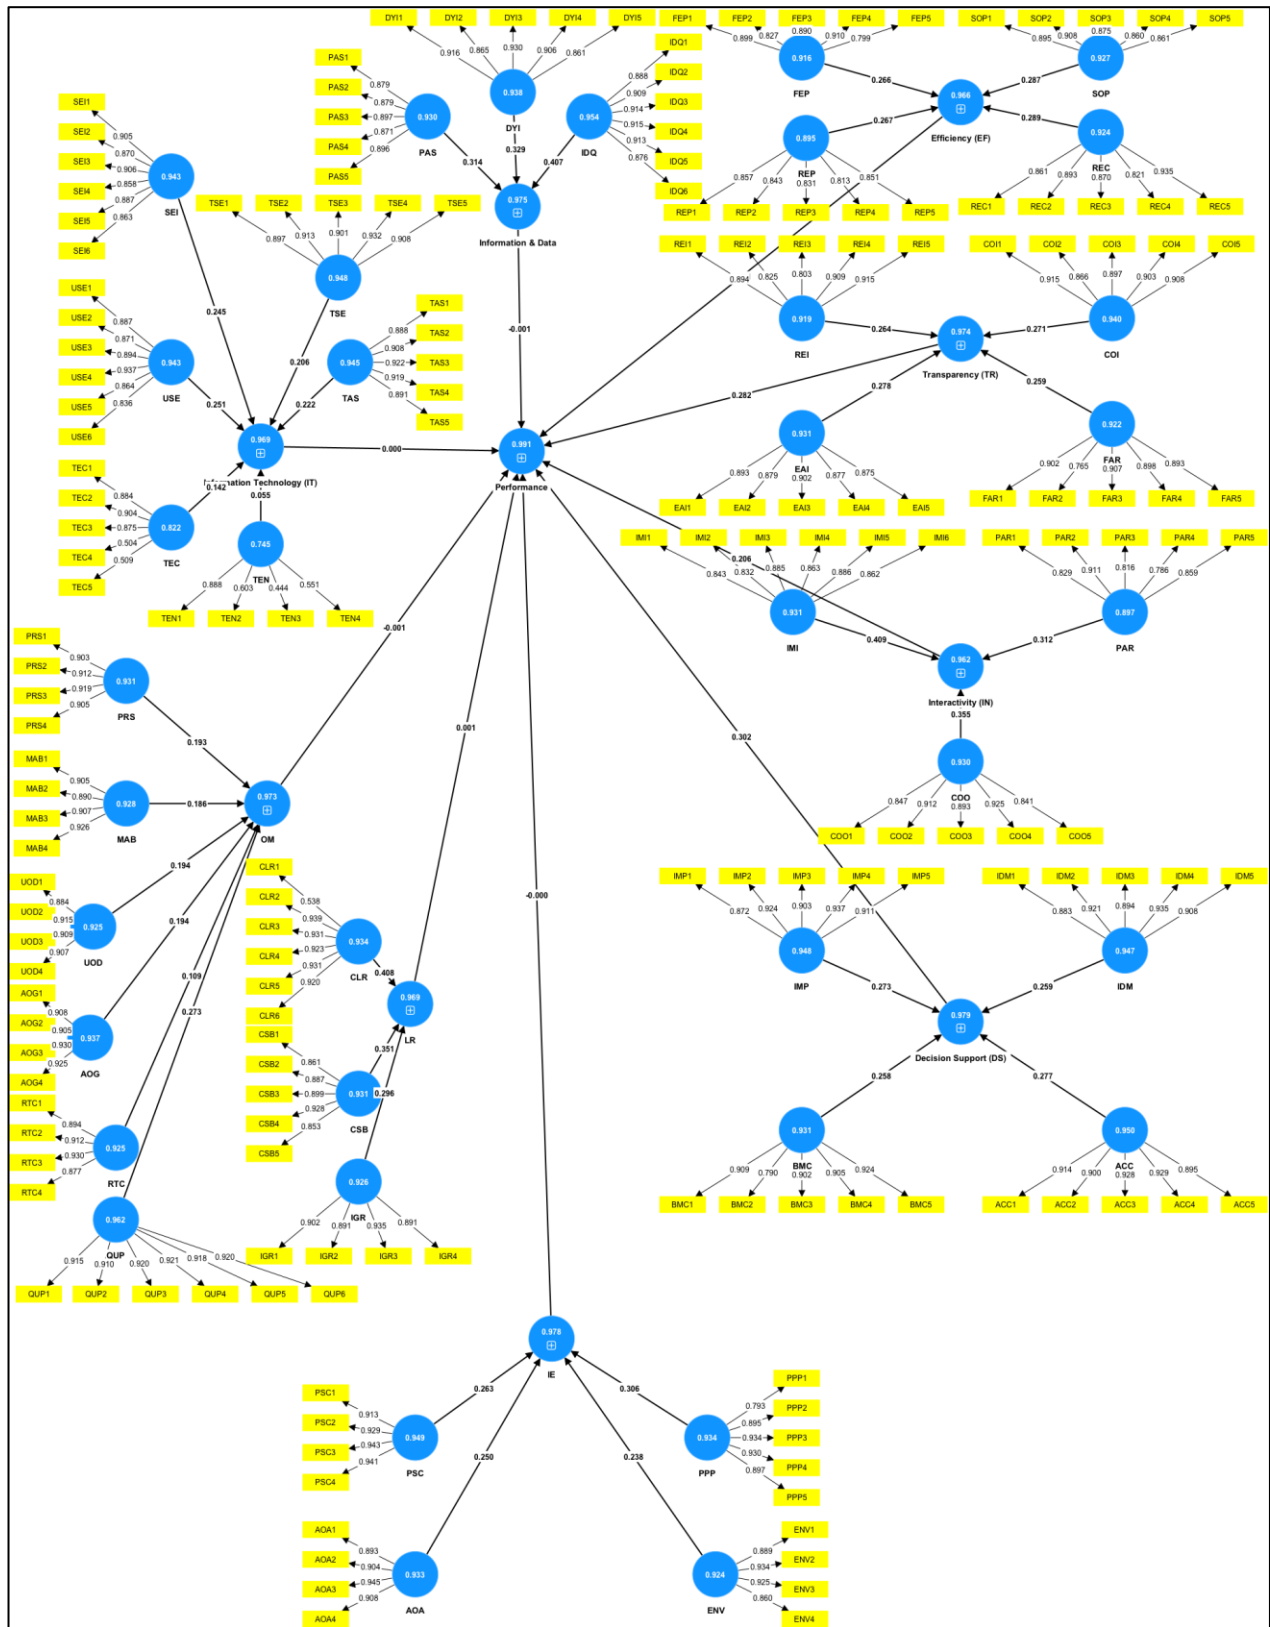 DYI1
DYI2
DYI3
DYI4
DYI5
0.916
0.865
0.930
0.906
0.861
0.938
DYI
0.329
PAS1
PAS2
PAS3
PAS4
PAS5
0.879
0.879
0.897
0.871
0.896
0.930
PAS
0.314
IDQ1
IDQ2
IDQ3
IDQ4
IDQ5
IDQ6
0.888
0.909
0.914
0.915
0.913
0.876
0.954
IDQ
0.407
0.975
Information & Data
-0.001
FEP1
FEP2
FEP3
FEP4
FEP5
0.899
0.827
0.890
0.910
0.799
0.916
FEP
0.266
SOP1
SOP2
SOP3
SOP4
SOP5
0.895
0.908
0.875
0.860
0.861
0.927
SOP
0.287
0.966
Efficiency (EF)
0.895
REP
0.267
0.857
0.843
0.831
0.813
0.851
REP1
REP2
REP3
REP4
REP5
0.924
REC
0.289
0.861
0.893
0.870
0.821
0.935
REC1
REC2
REC3
REC4
REC5
SEI1
SEI2
SEI3
SEI4
SEI5
SEI6
0.905
0.870
0.906
0.858
0.887
0.863
0.943
SEI
0.245
TSE1
TSE2
TSE3
TSE4
TSE5
0.897
0.913
0.901
0.932
0.908
0.948
TSE
0.206
USE1
USE2
USE3
USE4
USE5
USE6
0.887
0.871
0.894
0.937
0.864
0.836
0.943
USE
0.251
TAS1
TAS2
TAS3
TAS4
TAS5
0.888
0.908
0.922
0.919
0.891
0.945
TAS
0.222
0.969
Information Technology (IT)
0.000
TEC1
TEC2
TEC3
TEC4
TEC5
0.884
0.904
0.875
0.504
0.509
0.822
TEC
0.142
0.055
0.745
TEN
0.888
0.603
0.444
0.551
TEN1
TEN2
TEN3
TEN4
REI1
REI2
REI3
REI4
REI5
0.894
0.825
0.803
0.909
0.915
0.919
REI
0.264
COI1
COI2
COI3
COI4
COI5
0.915
0.866
0.897
0.903
0.908
0.940
COI
0.271
0.974
Transparency (TR)
0.282
0.278
0.259
0.931
EAI
0.893
0.879
0.902
0.877
0.875
EAI1
EAI2
EAI3
EAI4
EAI5
0.922
FAR
0.902
0.765
0.907
0.898
0.893
FAR1
FAR2
FAR3
FAR4
FAR5
0.991
Performance
IMI1
IMI2
IMI3
IMI4
IMI5
IMI6
0.843
0.832
0.885
0.863
0.886
0.862
0.206
0.931
IMI
0.409
PAR1
PAR2
PAR3
PAR4
PAR5
0.829
0.911
0.816
0.786
0.859
0.897
PAR
0.312
0.962
Interactivity (IN)
0.355
0.930
COO
0.847
0.912
0.893
0.925
0.841
COO1
COO2
COO3
COO4
COO5
PRS1
PRS2
PRS3
PRS4
0.903
0.912
0.919
0.905
0.931
PRS
0.193
-0.001
MAB1
MAB2
MAB3
MAB4
0.905
0.890
0.907
0.926
0.928
MAB
0.186
0.973
OM
UOD1
UOD2
UOD3
UOD4
0.884
0.915
0.909
0.907
0.925
UOD
0.194
AOG1
AOG2
AOG3
AOG4
0.908
0.905
0.930
0.925
0.937
AOG
0.194
RTC1
RTC2
RTC3
RTC4
0.894
0.912
0.930
0.877
0.925
RTC
0.109
0.273
0.962
QUP
0.915
0.910
0.920
0.921
0.918
0.920
QUP1
QUP2
QUP3
QUP4
QUP5
QUP6
CLR1
CLR2
CLR3
CLR4
CLR5
CLR6
0.538
0.939
0.931
0.923
0.931
0.920
0.934
CLR
0.408
0.001
0.969
LR
CSB1
CSB2
CSB3
CSB4
CSB5
0.861
0.887
0.899
0.928
0.853
0.931
CSB
0.351
0.296
0.926
IGR
0.902
0.891
0.935
0.891
IGR1
IGR2
IGR3
IGR4
-0.000
0.302
IMP1
IMP2
IMP3
IMP4
IMP5
0.872
0.924
0.903
0.937
0.911
0.948
IMP
0.273
IDM1
IDM2
IDM3
IDM4
IDM5
0.883
0.921
0.894
0.935
0.908
0.947
IDM
0.259
0.979
Decision Support (DS)
0.258
0.277
0.931
BMC
0.909
0.790
0.902
0.905
0.924
BMC1
BMC2
BMC3
BMC4
BMC5
0.950
ACC
0.914
0.900
0.928
0.929
0.895
ACC1
ACC2
ACC3
ACC4
ACC5
0.978
IE
PSC1
PSC2
PSC3
PSC4
0.913
0.929
0.943
0.941
0.949
PSC
0.263
PPP1
PPP2
PPP3
PPP4
PPP5
0.793
0.895
0.934
0.930
0.897
0.934
PPP
0.306
AOA1
AOA2
AOA3
AOA4
0.893
0.904
0.945
0.908
0.933
AOA
0.250
ENV1
ENV2
ENV3
ENV4
0.889
0.934
0.925
0.860
0.924
ENV
0.238